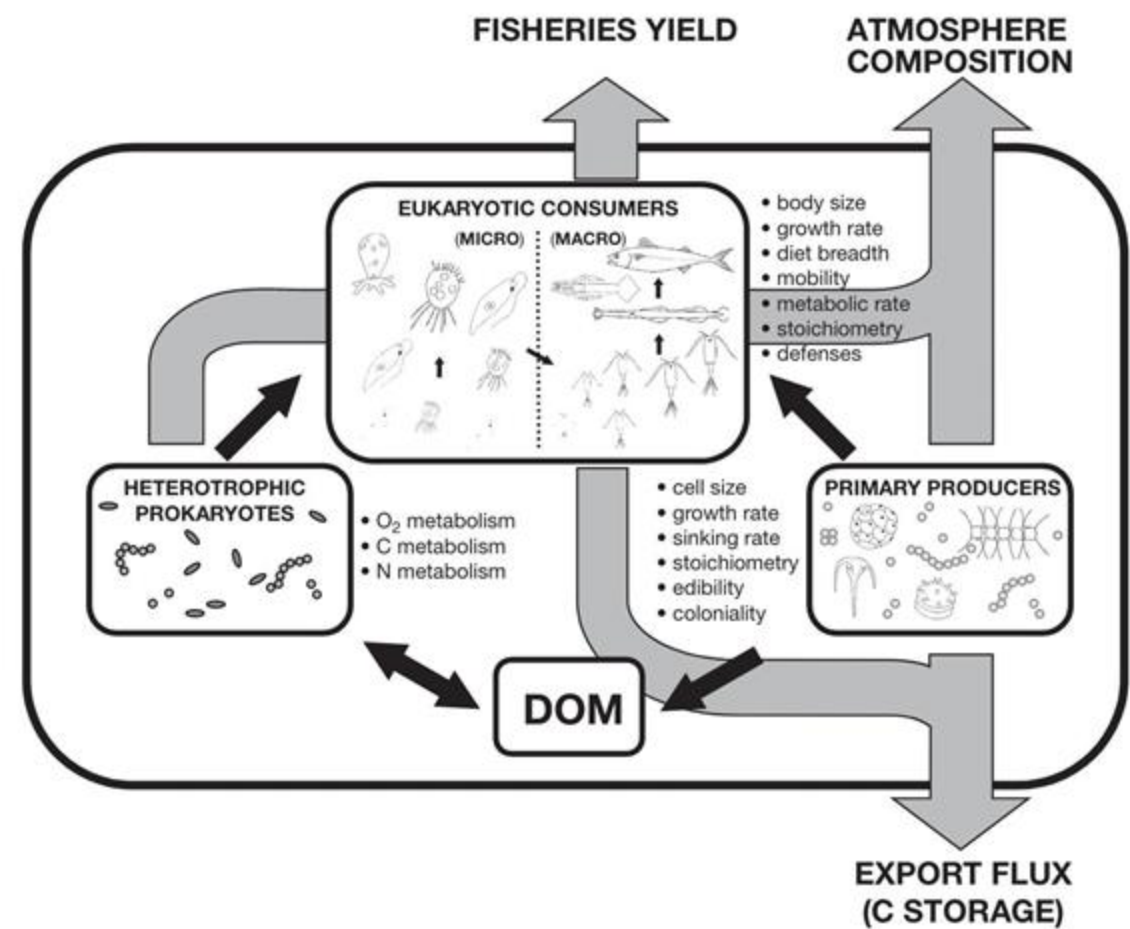 FISHERIES YIELD
ATMOSPHERE
COMPOSITION
EUKARYOTIC CONSUMERS
(MICRO)
(MACRO)
• body size
• growth rate
• diet breadth
• mobility
• metabolic rate
• stoichiometry
• defenses
HETEROTROPHIC
PROKARYOTES
• O₂ metabolism
• C metabolism
• N metabolism
• cell size
• growth rate
• sinking rate
• stoichiometry
• edibility
• coloniality
PRIMARY PRODUCERS
DOM
EXPORT FLUX
(C STORAGE)